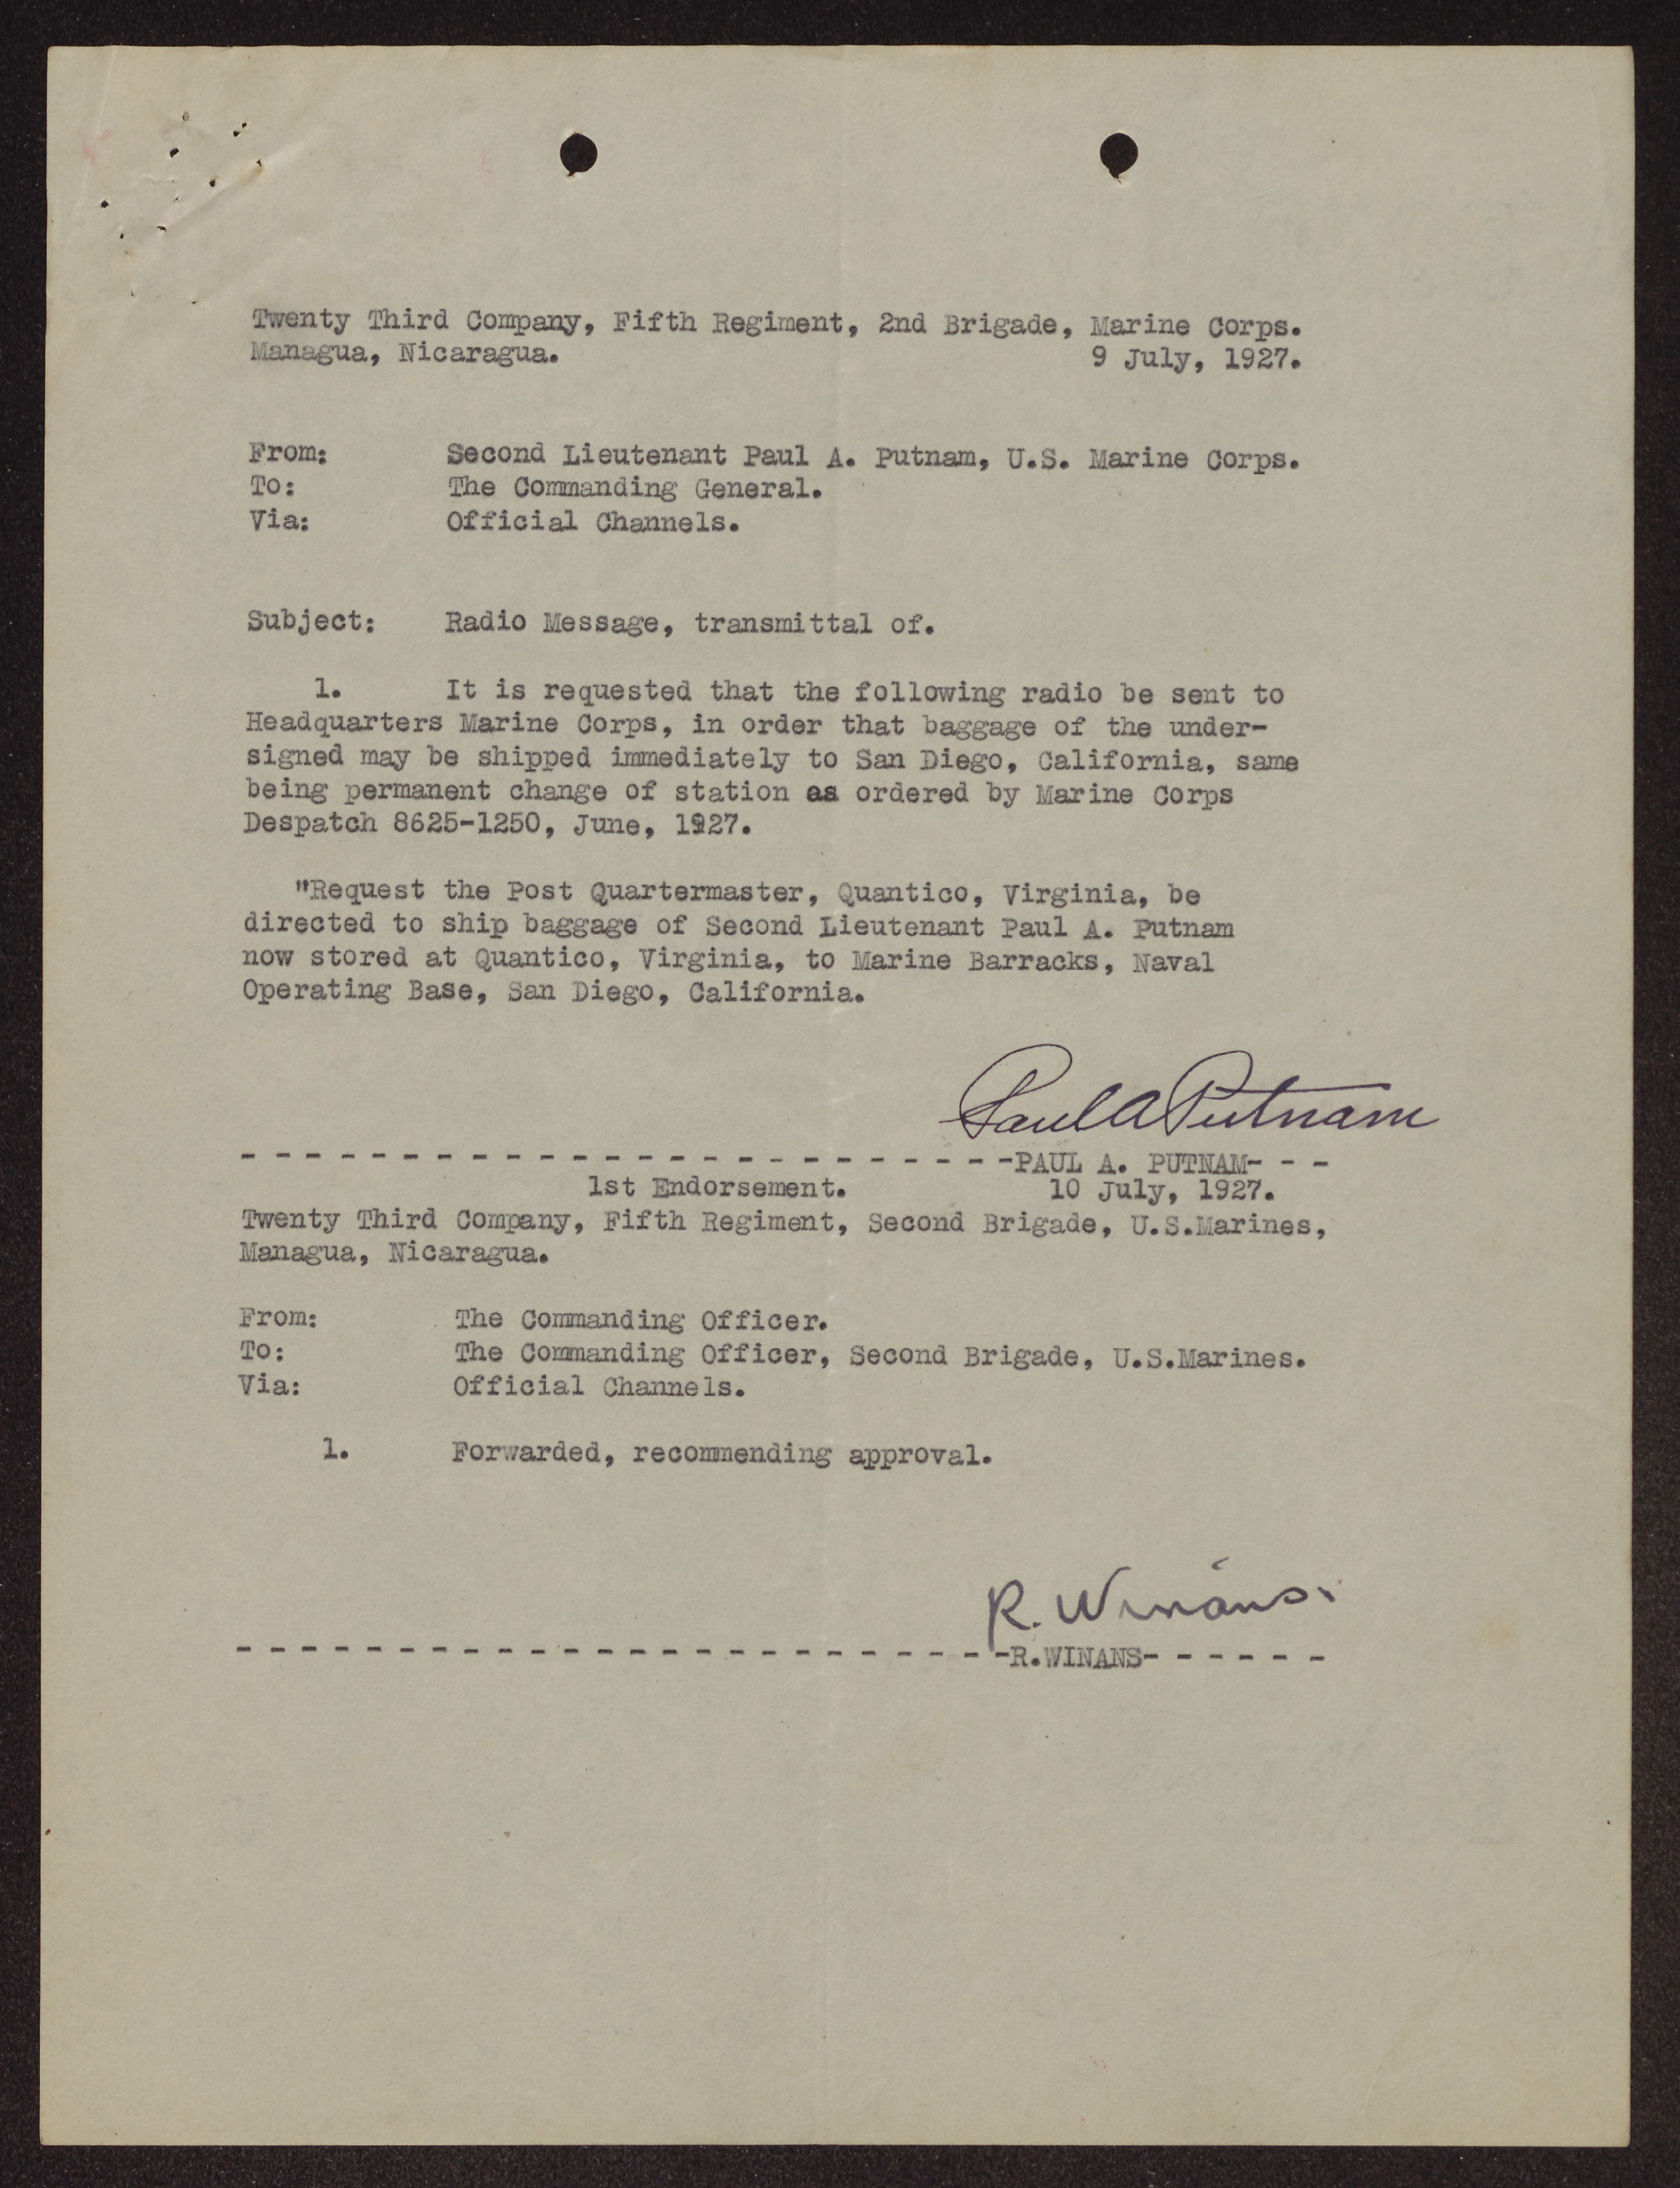 Twenty Third Company, Fifth Regiment, 2nd Brigade, Marine Corps.
Managua, Nicaragua. 9 July, 1927.
From: Second Lieutenant Paul A. Putnam, U.S. Marine Corps.
To: The Commanding General.
Via: Official Channels.
Subject: Radio Message, transmittal of.
1. It is requested that the following radio be sent to
Headquarters Marine Corps, in order that baggage of the under-
signed may be shipped immediately to San Diego, California, same
being permanent change of station as ordered by Marine Corps
Despatch 8625-1250, June, 1927.
"Request the Post Quartermaster, Quantico, Virginia, be
directed to ship baggage of Second Lieutenant Paul A. Putnam
now stored at Quantico, Virginia, to Marine Barracks, Naval
Operating Base, San Diego, California.
Paul A Putnam
- - - - - - - - - - - - - - - - - - - - - - - --PAUL A. PUTNAM- - -
1st Endorsement. 10 July, 1927.
Twenty Third Company, Fifth Regiment, Second Brigade, U.S.Marines,
Managua, Nicaragua.
From: The Commanding Officer.
To: The Commanding Officer, Second Brigade, U.S.Marines.
Via: Official Channels.
1. Forwarded, recommending approval.
R. Winans.
- - - - - - - - - - - - - - - - - - - - - - - --R.WINANS- - - - - -